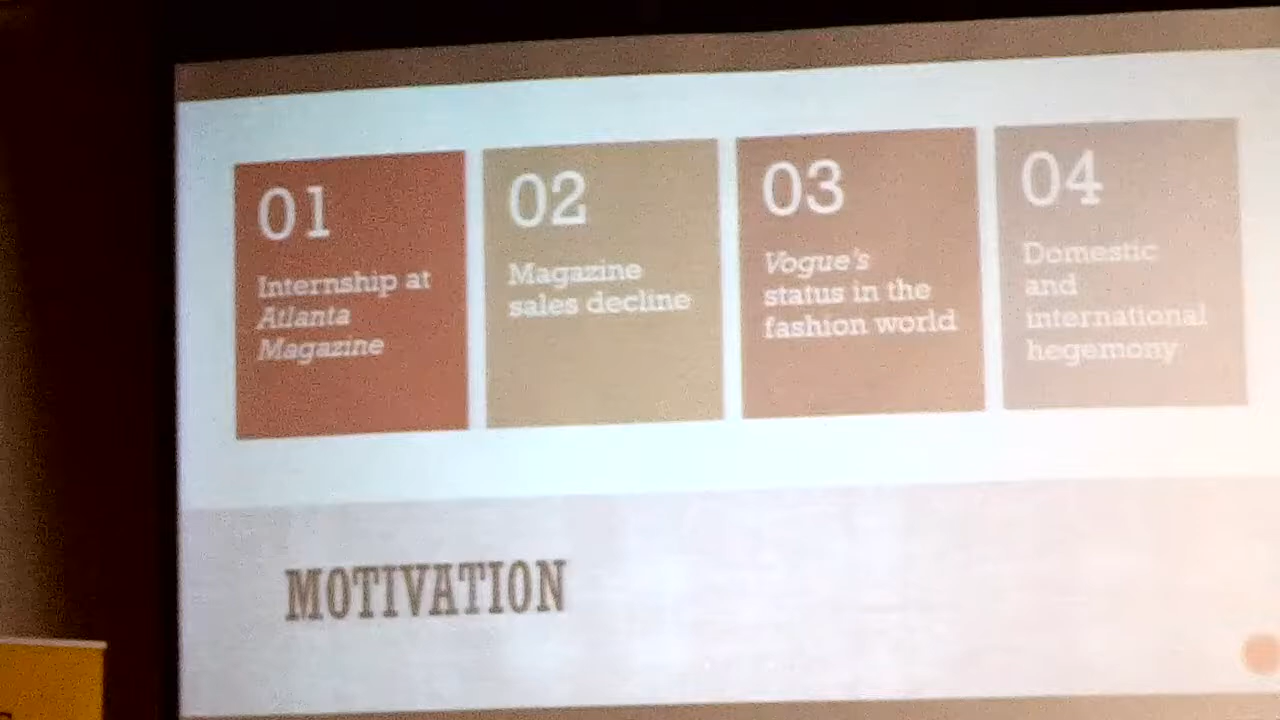 01
Internship at
Atlanta
Magazine
02
Magazine
sales decline
03
Vogue's
status in the
fashion world
04
Domestic
and
international
hegemony
MOTIVATION